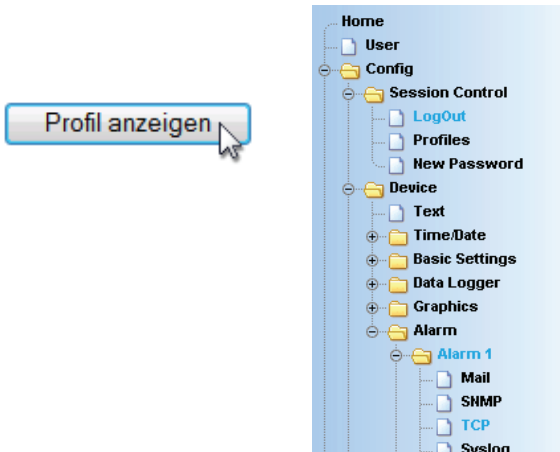 Profil anzeigen
Home
User
Config
Session Control
LogOut
Profiles
New Password
Device
Text
Time/Date
Basic Settings
Data Logger
Graphics
Alarm
Alarm 1
Mail
SNMP
TCP
Syslog